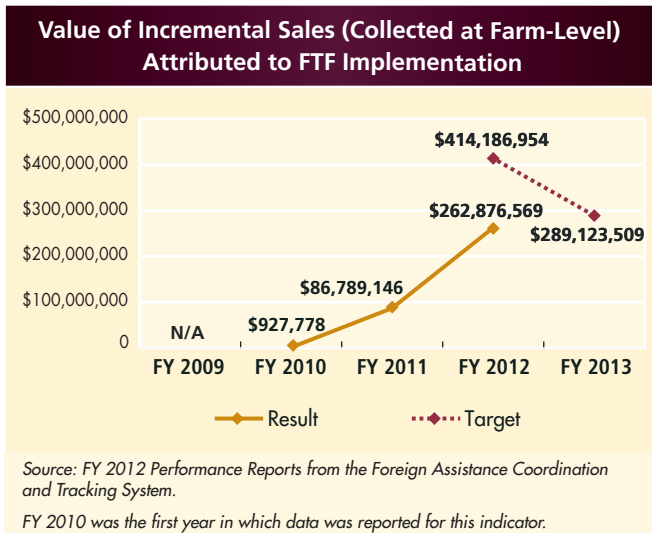 Value of Incremental Sales (Collected at Farm-Level)
Attributed to FTF Implementation
$500,000,000
$400,000,000
$300,000,000
$200,000,000
$100,000,000
0
$414,186,954
$262,876,569
$289,123,509
$86,789,146
$927,778
N/A
FY 2009 FY 2010 FY 2011 FY 2012 FY 2013
Result Target
Source: FY 2012 Performance Reports from the Foreign Assistance Coordination
and Tracking System.
FY 2010 was the first year in which data was reported for this indicator.